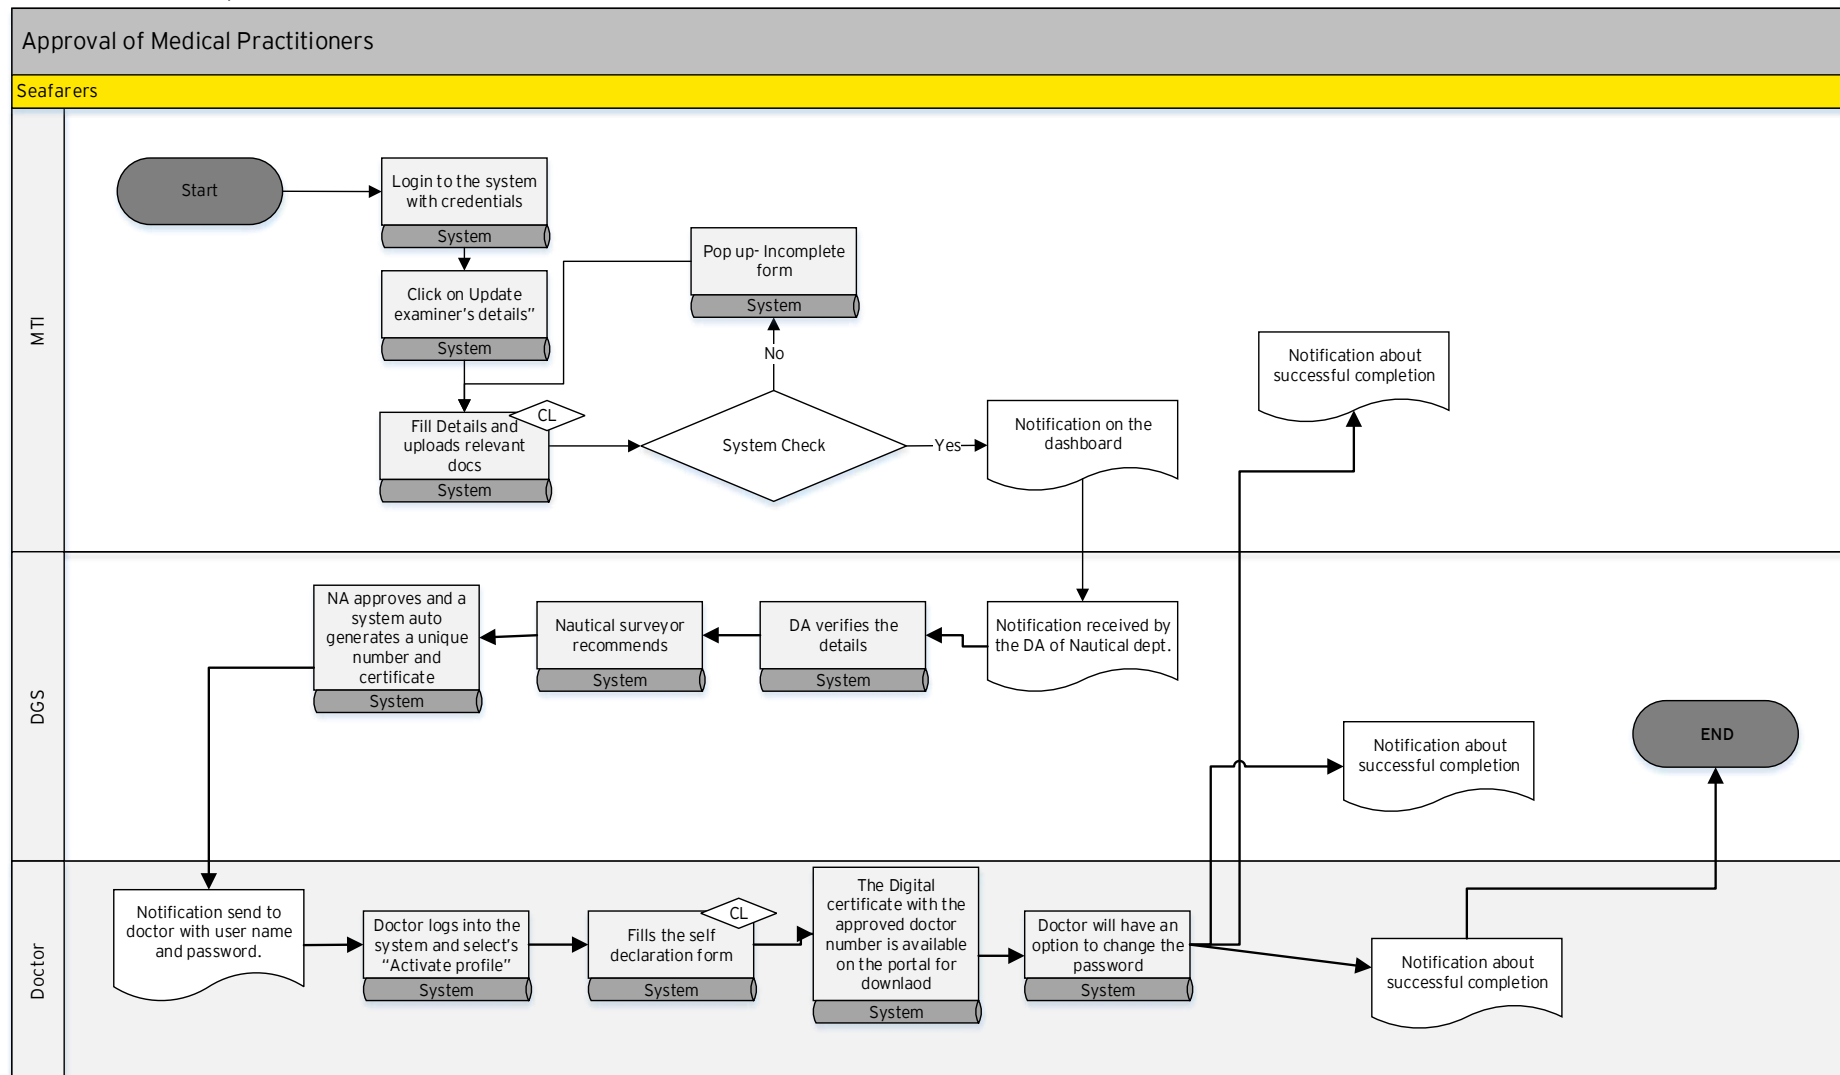 Approval of Medical Practitioners
Seafarers
MTI
Start
Login to the system
with credentials
System
Click on Update
examiner's details”
System
Pop up- Incomplete
form
System
No
CL
Fill Details and
uploads relevant
docs
System
System Check
Yes
Notification on the
dashboard
Notification about
successful completion
DGS
NA approves and a
system auto
generates a unique
number and
certificate
System
Nautical surveyor
recommends
System
DA verifies the
details
System
Notification received by
the DA of Nautical dept.
Notification about
successful completion
END
Doctor
Notification send to
doctor with user name
and password.
Doctor logs into the
system and select's
“Activate profile”
System
CL
Fills the self
declaration form
System
The Digital
certificate with the
approved doctor
number is available
on the portal for
downlaod
System
Doctor will have an
option to change the
password
System
Notification about
successful completion